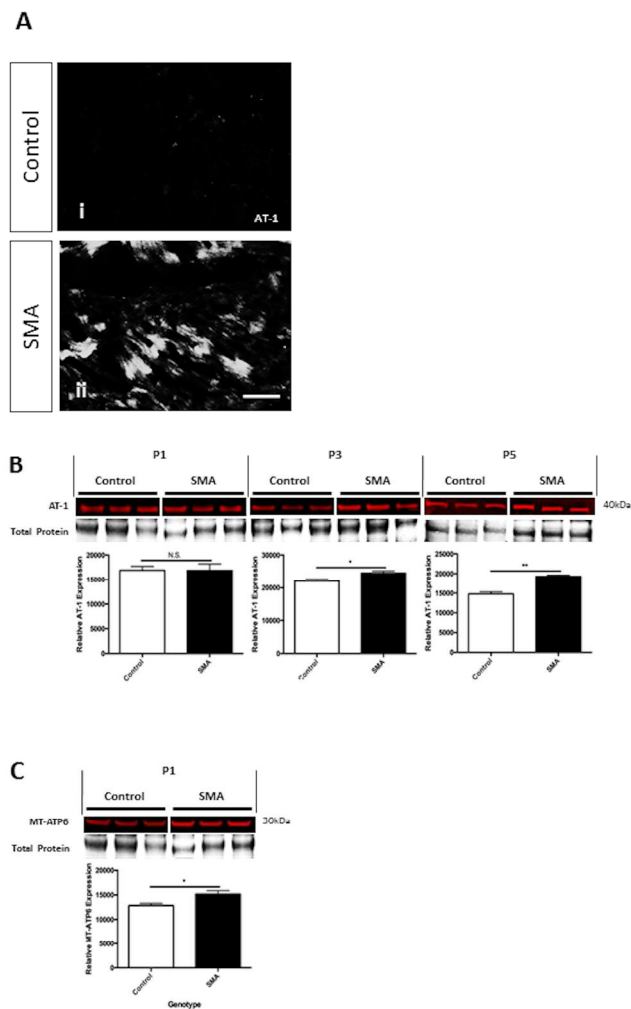 A
Control
i
AT-1
SMA
ii
B
P1 P3 P5
Control SMA Control SMA Control SMA
AT-1
40kDa
Total Protein
Relative AT-1 Expression
20000
15000
10000
5000
0
N.S.
Control
SMA
Relative AT-1 Expression
30000
20000
10000
0
*
Control
SMA
Relative AT-1 Expression
25000
20000
15000
10000
5000
0
**
Control
SMA
C
P1
Control SMA
MT-ATP6
30kDa
Total Protein
Relative MT-ATP6 Expression
20000
15000
10000
5000
0
*
Control
SMA
Genotype